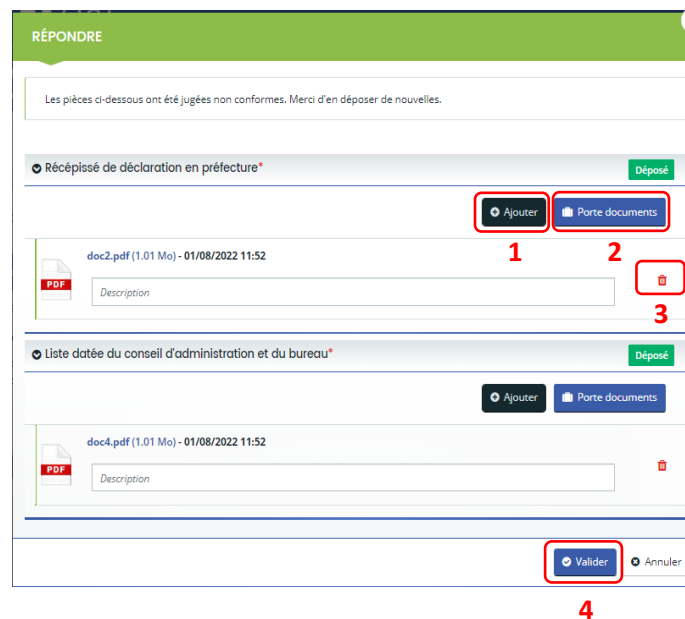 RÉPONDRE
Les pièces ci-dessous ont été jugées non conformes. Merci d'en déposer de nouvelles.
Récépissé de déclaration en préfecture*
Déposé
Ajouter
Porte documents
1
2
doc2.pdf (1.01 Mo) - 01/08/2022 11:52
PDF
Description
3
Liste datée du conseil d'administration et du bureau*
Déposé
Ajouter
Porte documents
doc4.pdf (1.01 Mo) - 01/08/2022 11:52
PDF
Description
Valider
Annuler
4